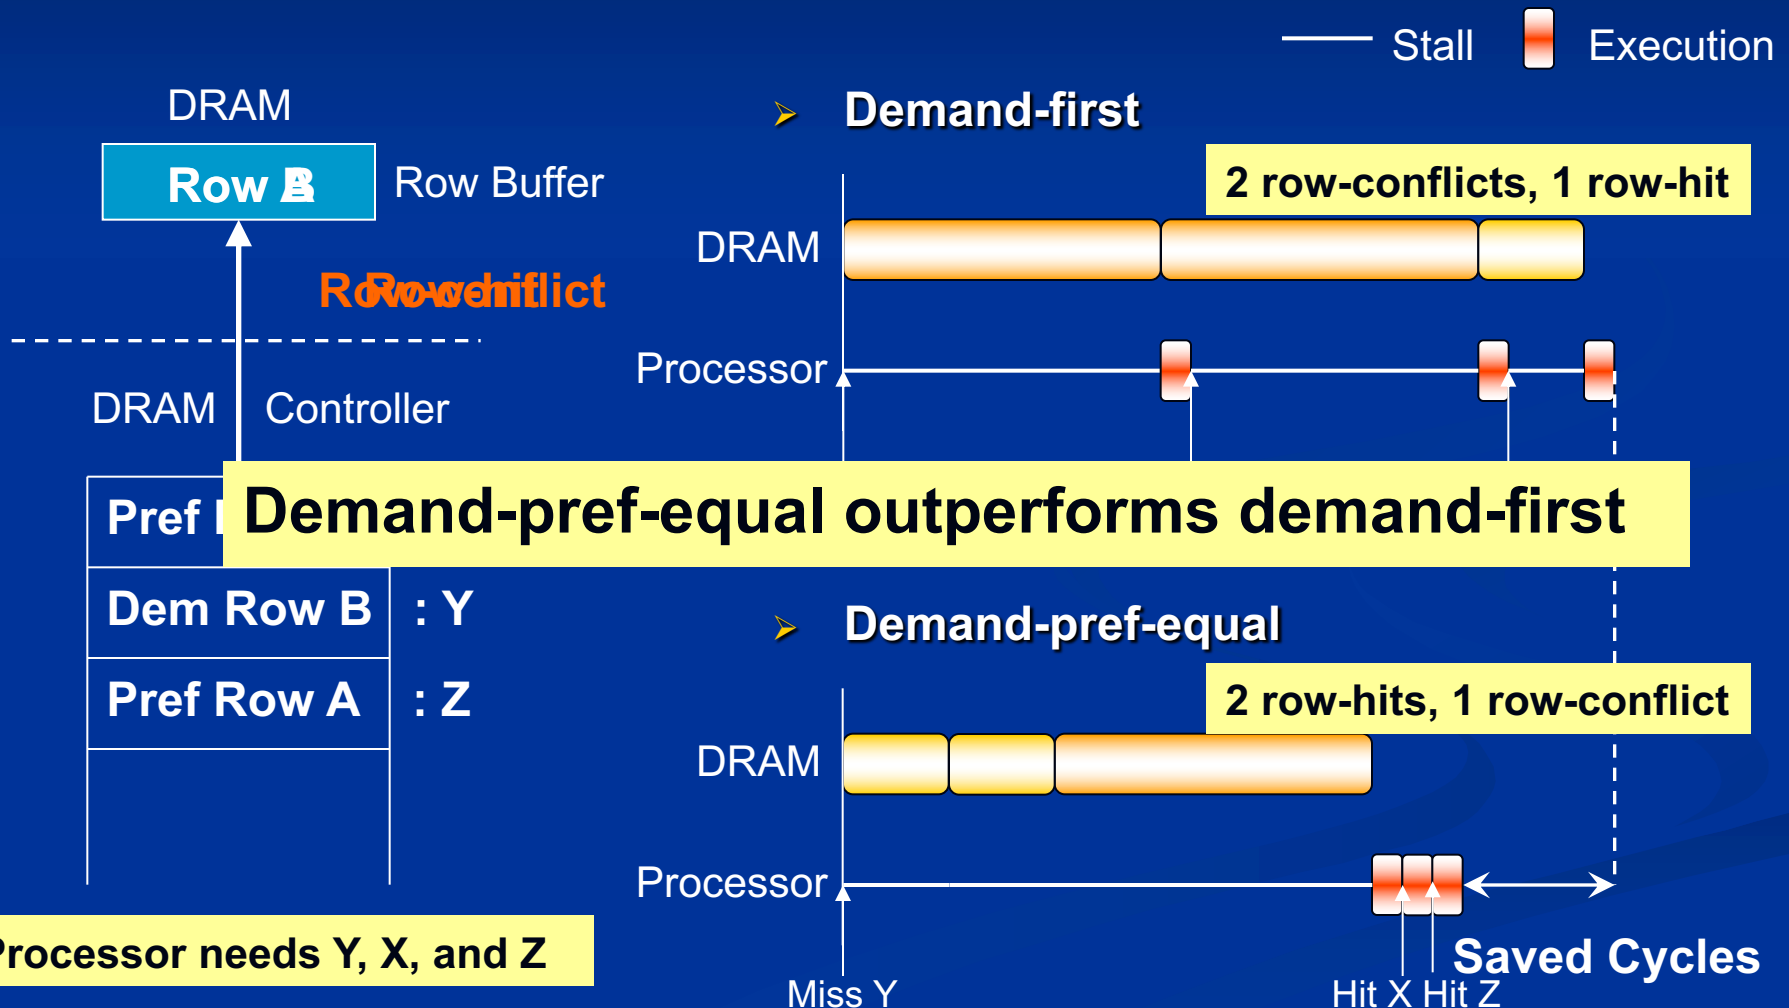 Stall Execution
DRAM
Demand-first
Row Buffer
2 row-conflicts, 1 row-hit
DRAM
Processor
DRAM Controller
Pref
Demand-pref-equal outperforms demand-first
Dem Row B : Y
Demand-pref-equal
Pref Row A : Z
2 row-hits, 1 row-conflict
DRAM
Processor
Processor needs Y, X, and Z
Saved Cycles
Miss Y Hit X Hit Z